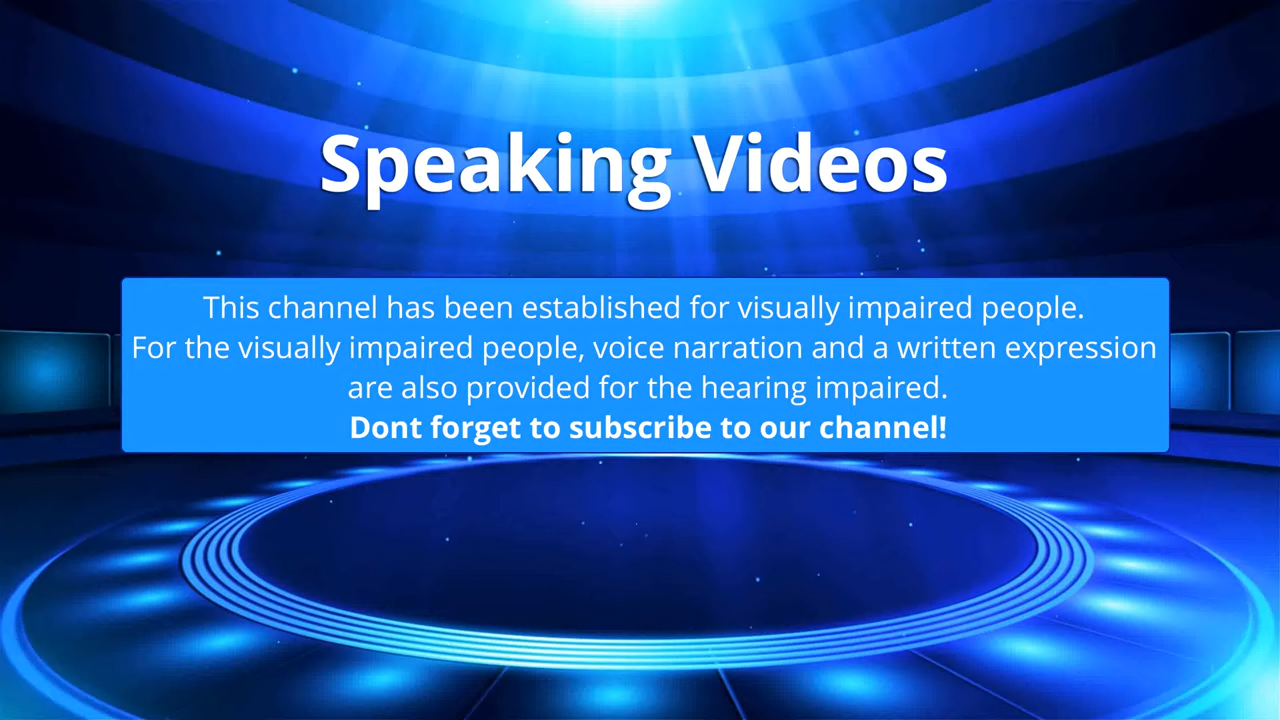 Speaking Videos
This channel has been established for visually impaired people.
For the visually impaired people, voice narration and a written expression
are also provided for the hearing impaired.
Dont forget to subscribe to our channel!